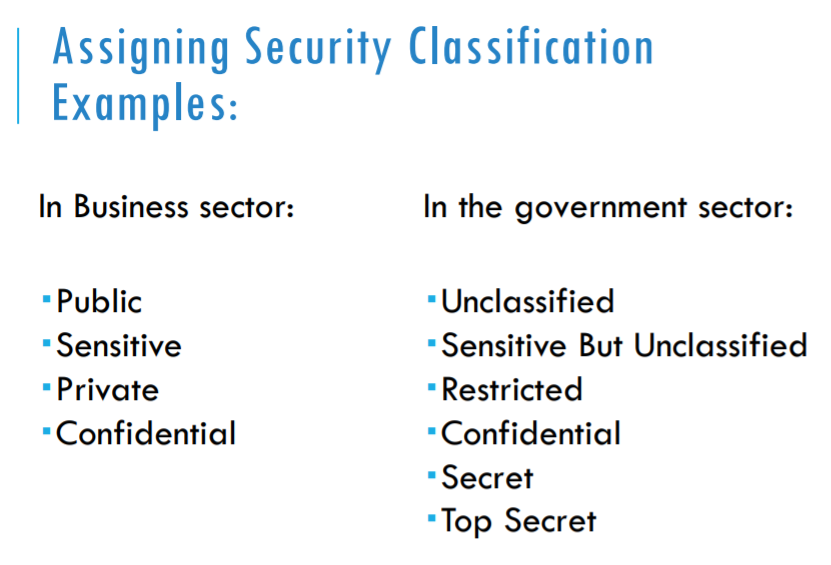 Assigning Security Classification
Examples:
In Business sector:
▪Public
▪Sensitive
▪Private
▪Confidential
In the government sector:
▪Unclassified
▪Sensitive But Unclassified
▪Restricted
▪Confidential
▪Secret
▪Top Secret